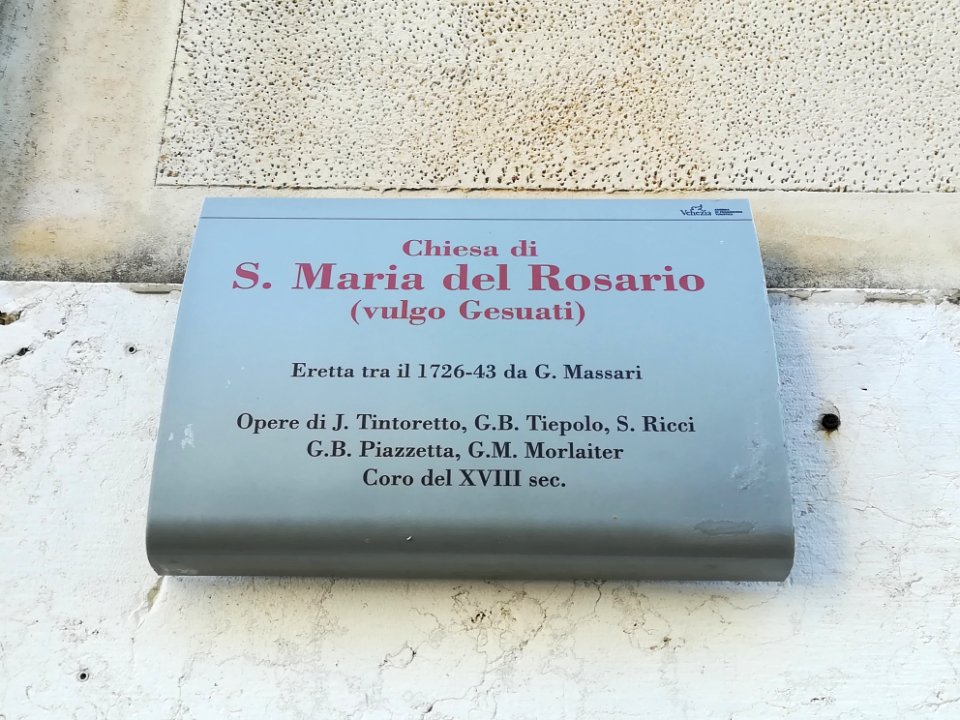 Venezia
Chiesa di
S. Maria del Rosario
(vulgo Gesuati)
Eretta tra il 1726-43 da G. Massari
Opere di J. Tintoretto, G.B. Tiepolo, S. Ricci
G.B. Piazzetta, G.M. Morlaiter
Coro del XVIII sec.